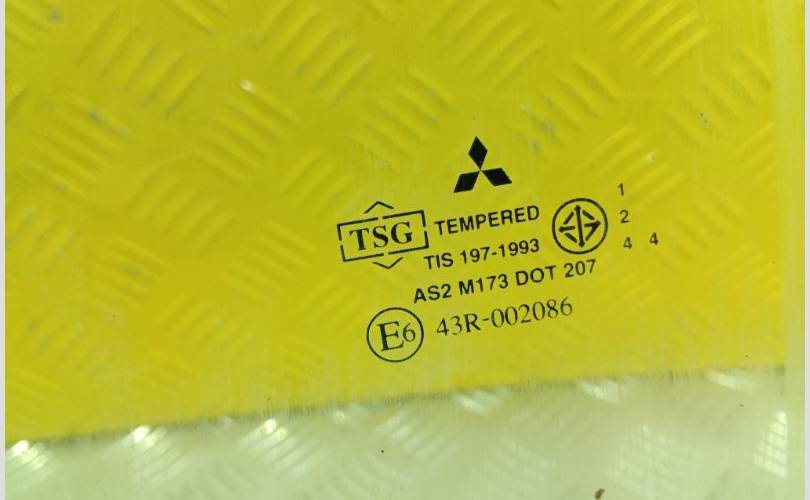 TSG TEMPERED
TIS 197-1993
AS2 M173 DOT 207
E6 43R-002086
1
2
4 4